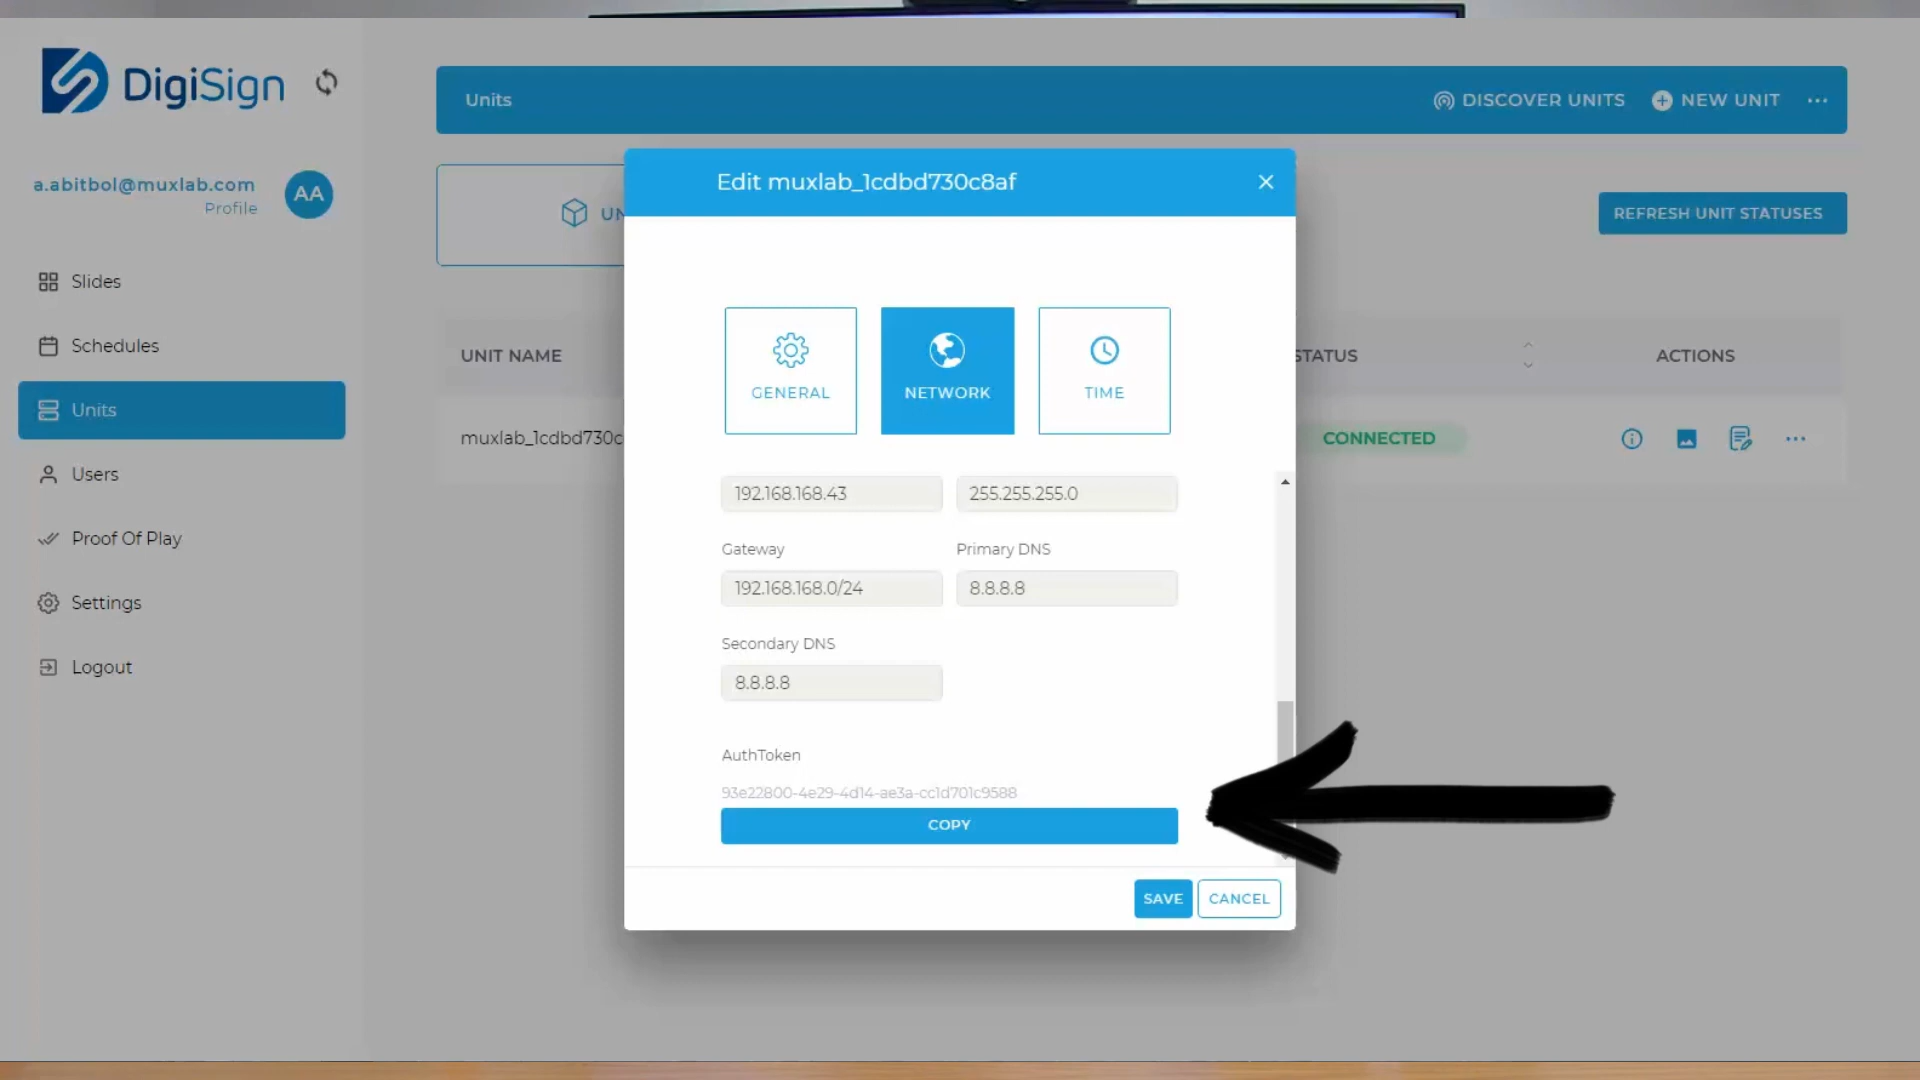 DigiSign
a.abitbol@muxlab.com
AA
Profile
Slides
Schedules
Units
Users
Proof Of Play
Settings
Logout
Units
DISCOVER UNITS
NEW UNIT
REFRESH UNIT STATUSES
UNIT NAME
STATUS
ACTIONS
muxlab_1cdbd730c
CONNECTED
Edit muxlab_1cdbd730c8af
GENERAL
NETWORK
TIME
192.168.168.43
255.255.255.0
Gateway
Primary DNS
192.168.168.0/24
8.8.8.8
Secondary DNS
8.8.8.8
AuthToken
93e22800-4e29-4d14-ae3a-cc1d701c9588
COPY
SAVE
CANCEL